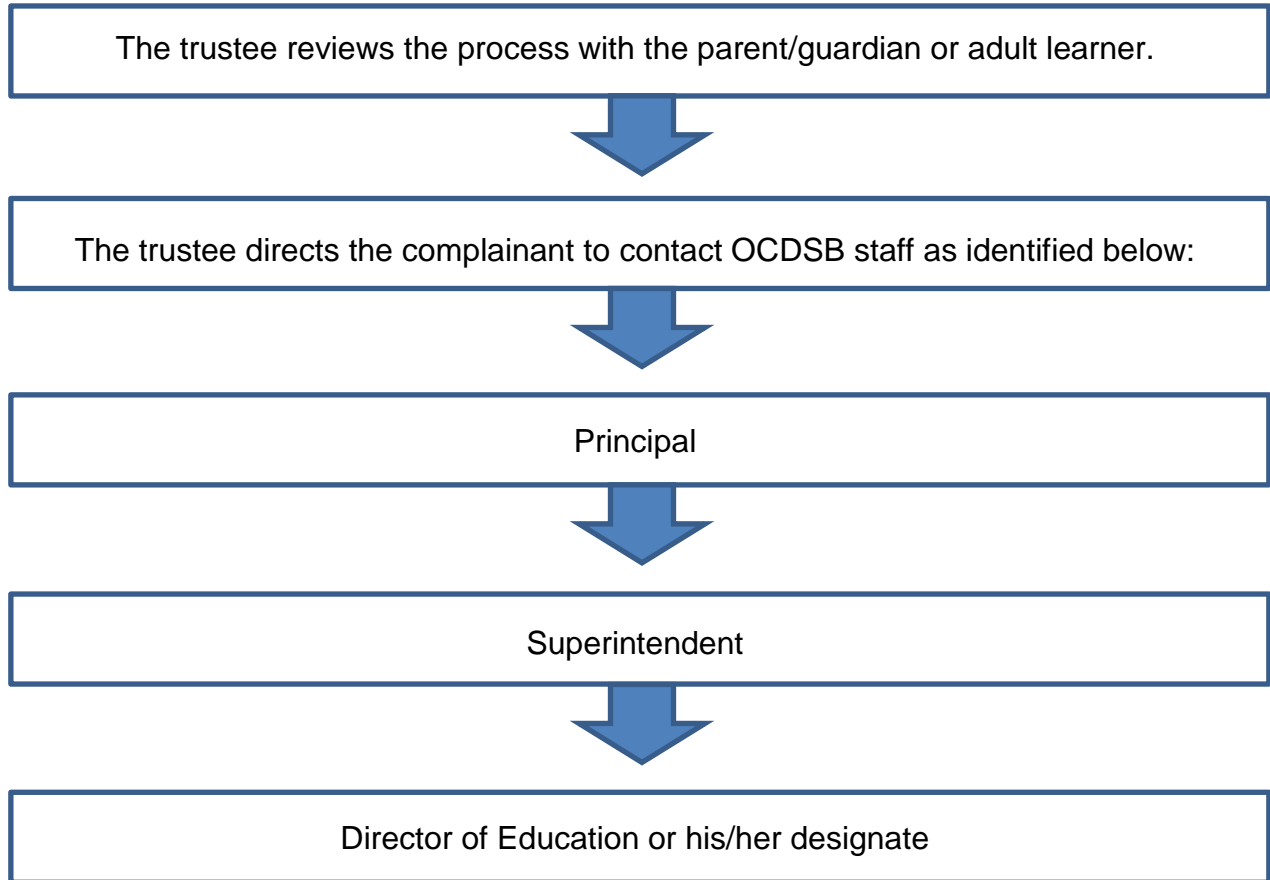 The trustee reviews the process with the parent/guardian or adult learner.
The trustee directs the complainant to contact OCDSB staff as identified below:
Principal
Superintendent
Director of Education or his/her designate